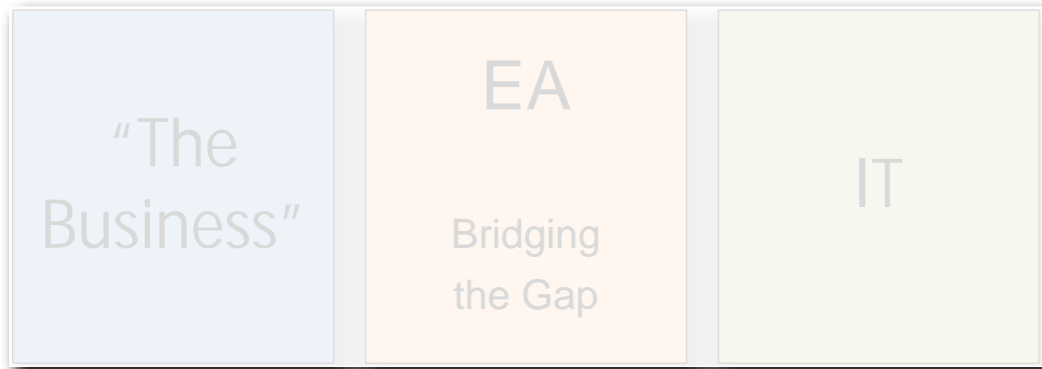 “The
Business”
EA
Bridging
the Gap
IT